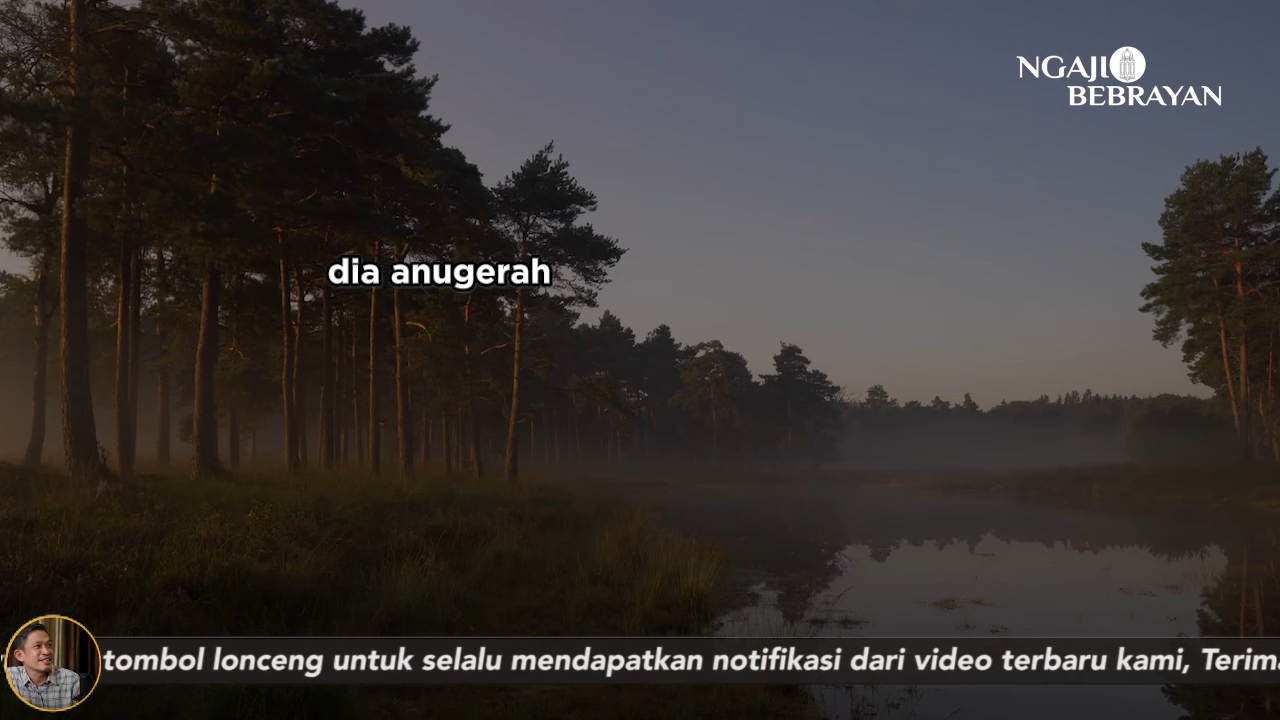 NGAJI
BEBRAYAN
dia anugerah
tombol lonceng untuk selalu mendapatkan notifikasi dari video terbaru kami,